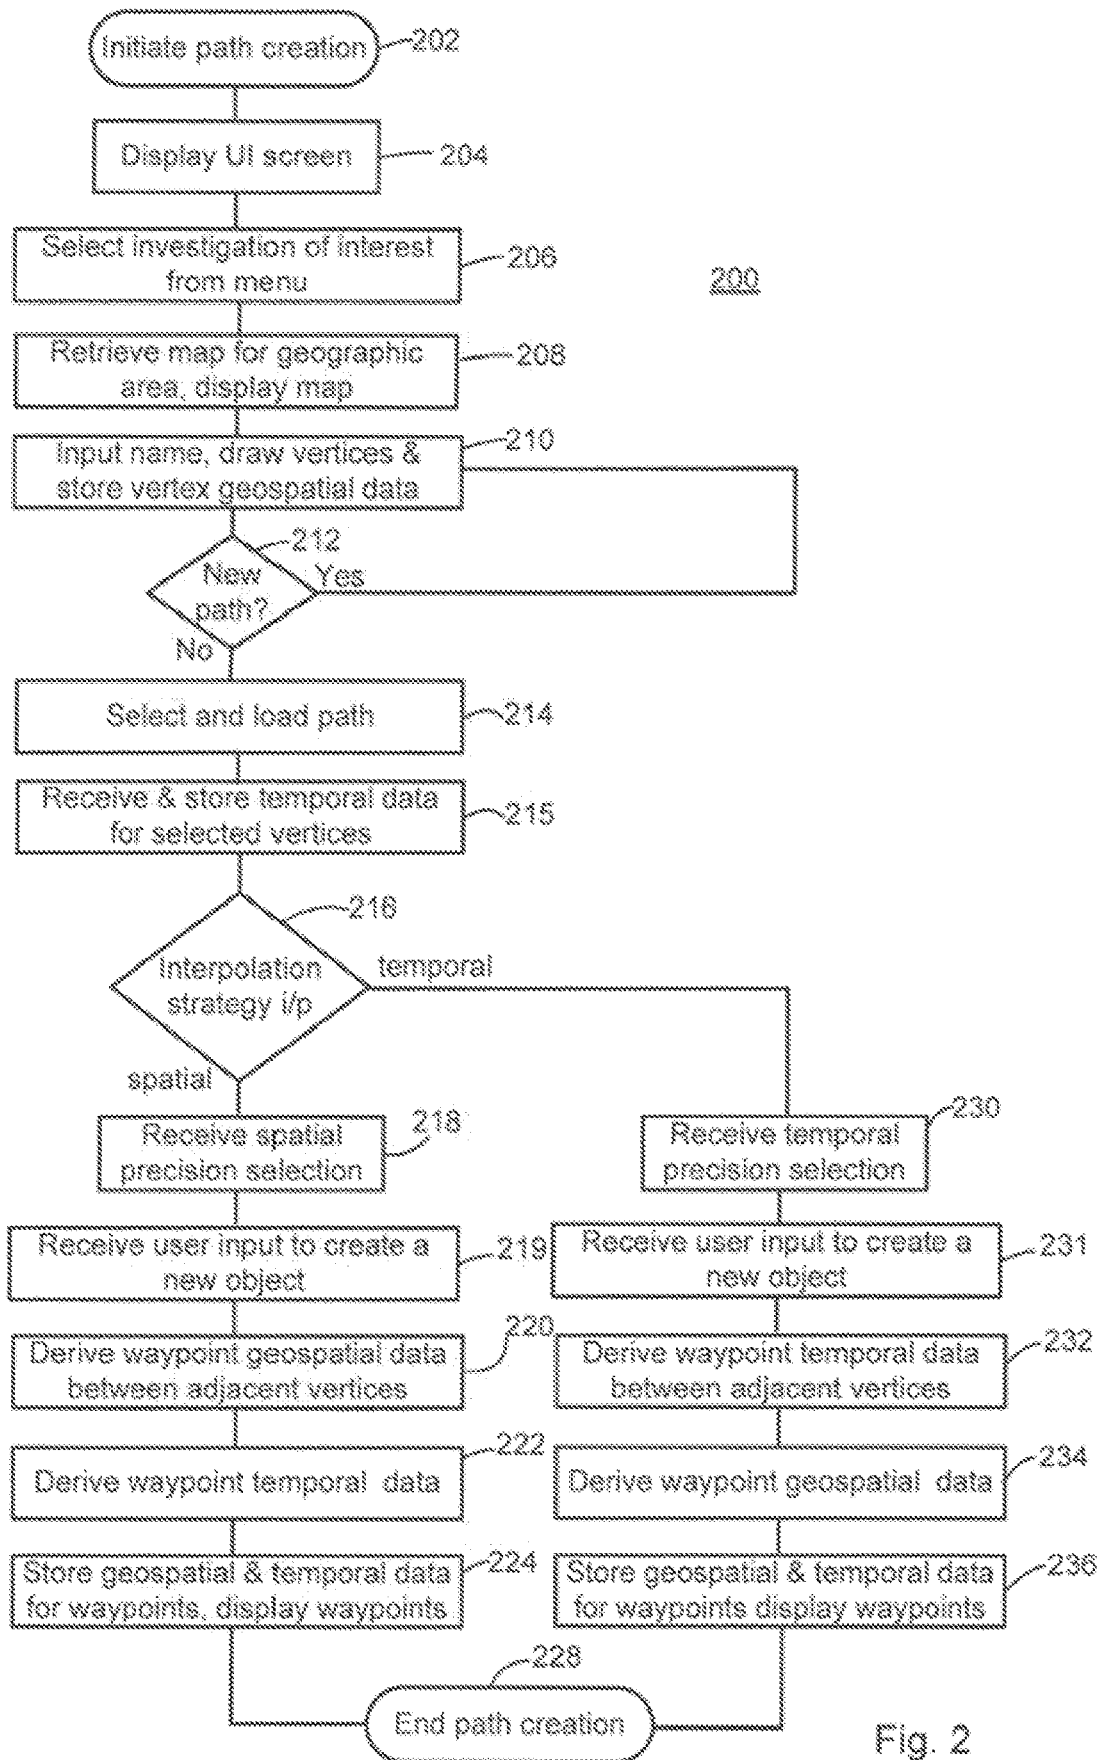 Initiate path creation
202
Display UI screen
204
Select investigation of interest
from menu
206
200
Retrieve map for geographic
area, display map
208
Input name, draw vertices &
store vertex geospatial data
210
212
New
path?
Yes
No
Select and load path
214
Receive & store temporal data
for selected vertices
215
216
Interpolation
strategy i/p
temporal
spatial
Receive spatial
precision selection
218
Receive temporal
precision selection
230
Receive user input to create a
new object
219
Receive user input to create a
new object
231
Derive waypoint geospatial data
between adjacent vertices
220
Derive waypoint temporal data
between adjacent vertices
232
Derive waypoint temporal data
222
Derive waypoint geospatial data
234
Store geospatial & temporal data
for waypoints, display waypoints
224
Store geospatial & temporal data
for waypoints display waypoints
236
228
End path creation
Fig. 2